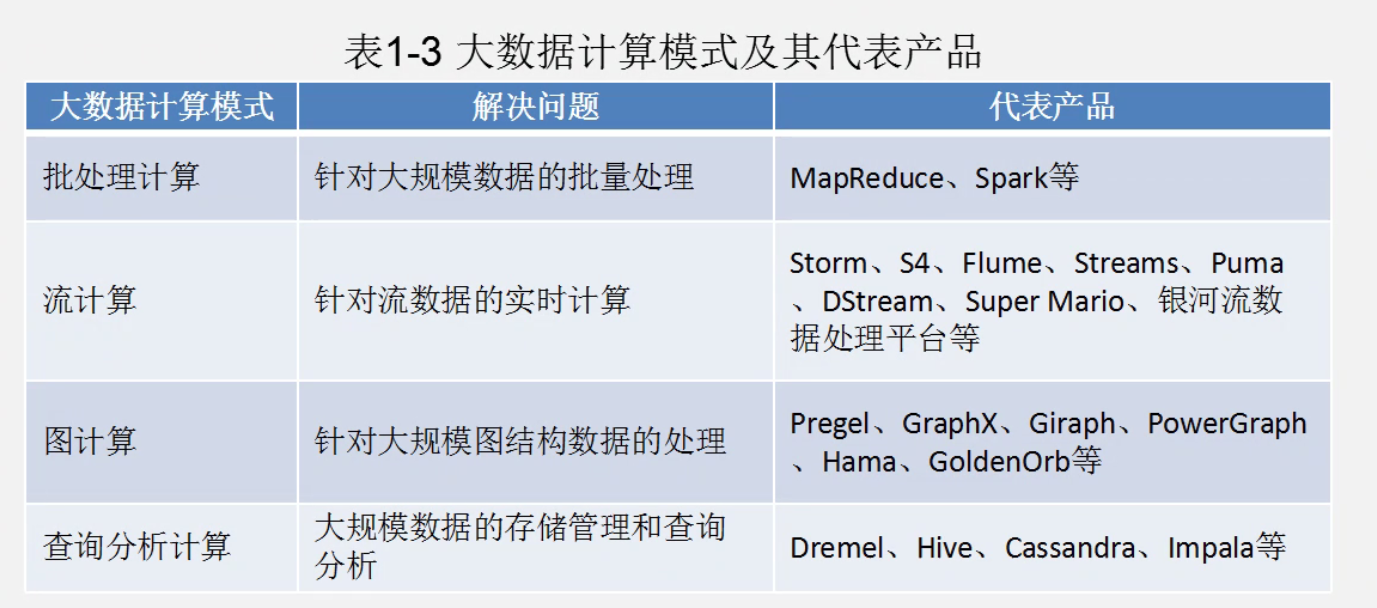 表1-3 大数据计算模式及其代表产品
大数据计算模式 解决问题 代表产品
批处理计算 针对大规模数据的批量处理 MapReduce、Spark等
流计算 针对流数据的实时计算 Storm、S4、Flume、Streams、Puma
、DStream、Super Mario、银河流数
据处理平台等
图计算 针对大规模图结构数据的处理 Pregel、GraphX、Giraph、PowerGraph
、Hama、GoldenOrb等
查询分析计算 大规模数据的存储管理和查询
分析 Dremel、Hive、Cassandra、Impala等